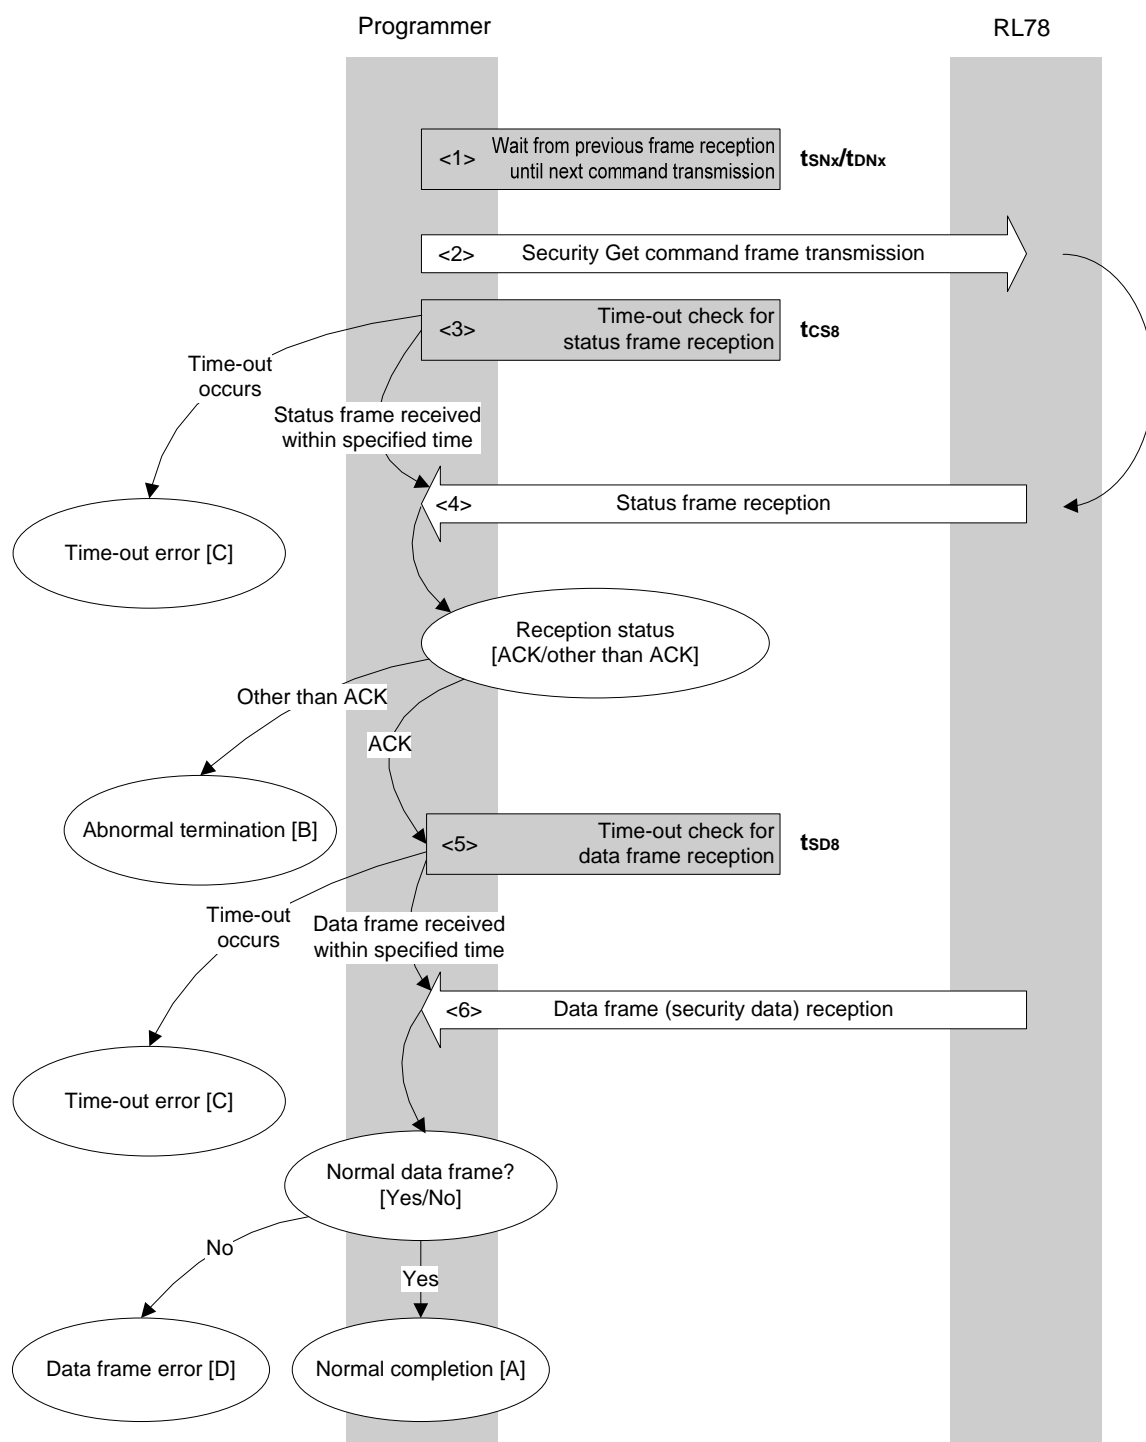 Programmer
RL78
<1>
Wait from previous frame reception
until next command transmission
tSNx/tDNx
<2>
Security Get command frame transmission
<3>
Time-out check for
status frame reception
tCS8
Time-out
occurs
Status frame received
within specified time
<4>
Status frame reception
Time-out error [C]
Reception status
[ACK/other than ACK]
Other than ACK
ACK
Abnormal termination [B]
<5>
Time-out check for
data frame reception
tSD8
Time-out
occurs
Data frame received
within specified time
<6>
Data frame (security data) reception
Time-out error [C]
Normal data frame?
[Yes/No]
No
Yes
Data frame error [D]
Normal completion [A]